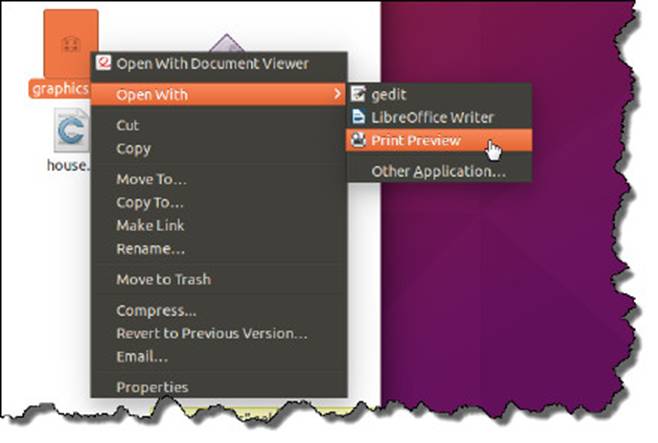 graphics.
house.
Open With Document Viewer
Open With
Cut
Copy
Move To...
Copy To...
Make Link
Rename...
Move to Trash
Compress...
Revert to Previous Version...
Email...
Properties
gedit
LibreOffice Writer
Print Preview
Other Application...